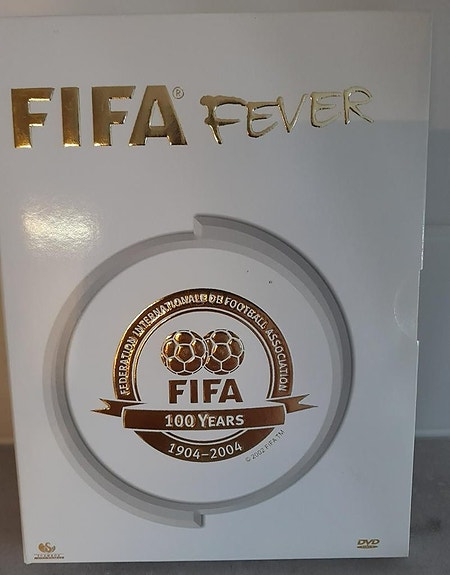 FIFA® FEVER
FEDERATION INTERNATIONALE DE FOOTBALL ASSOCIATION
FIFA
100 YEARS
1904–2004
© 2002 FIFA TM
DVD